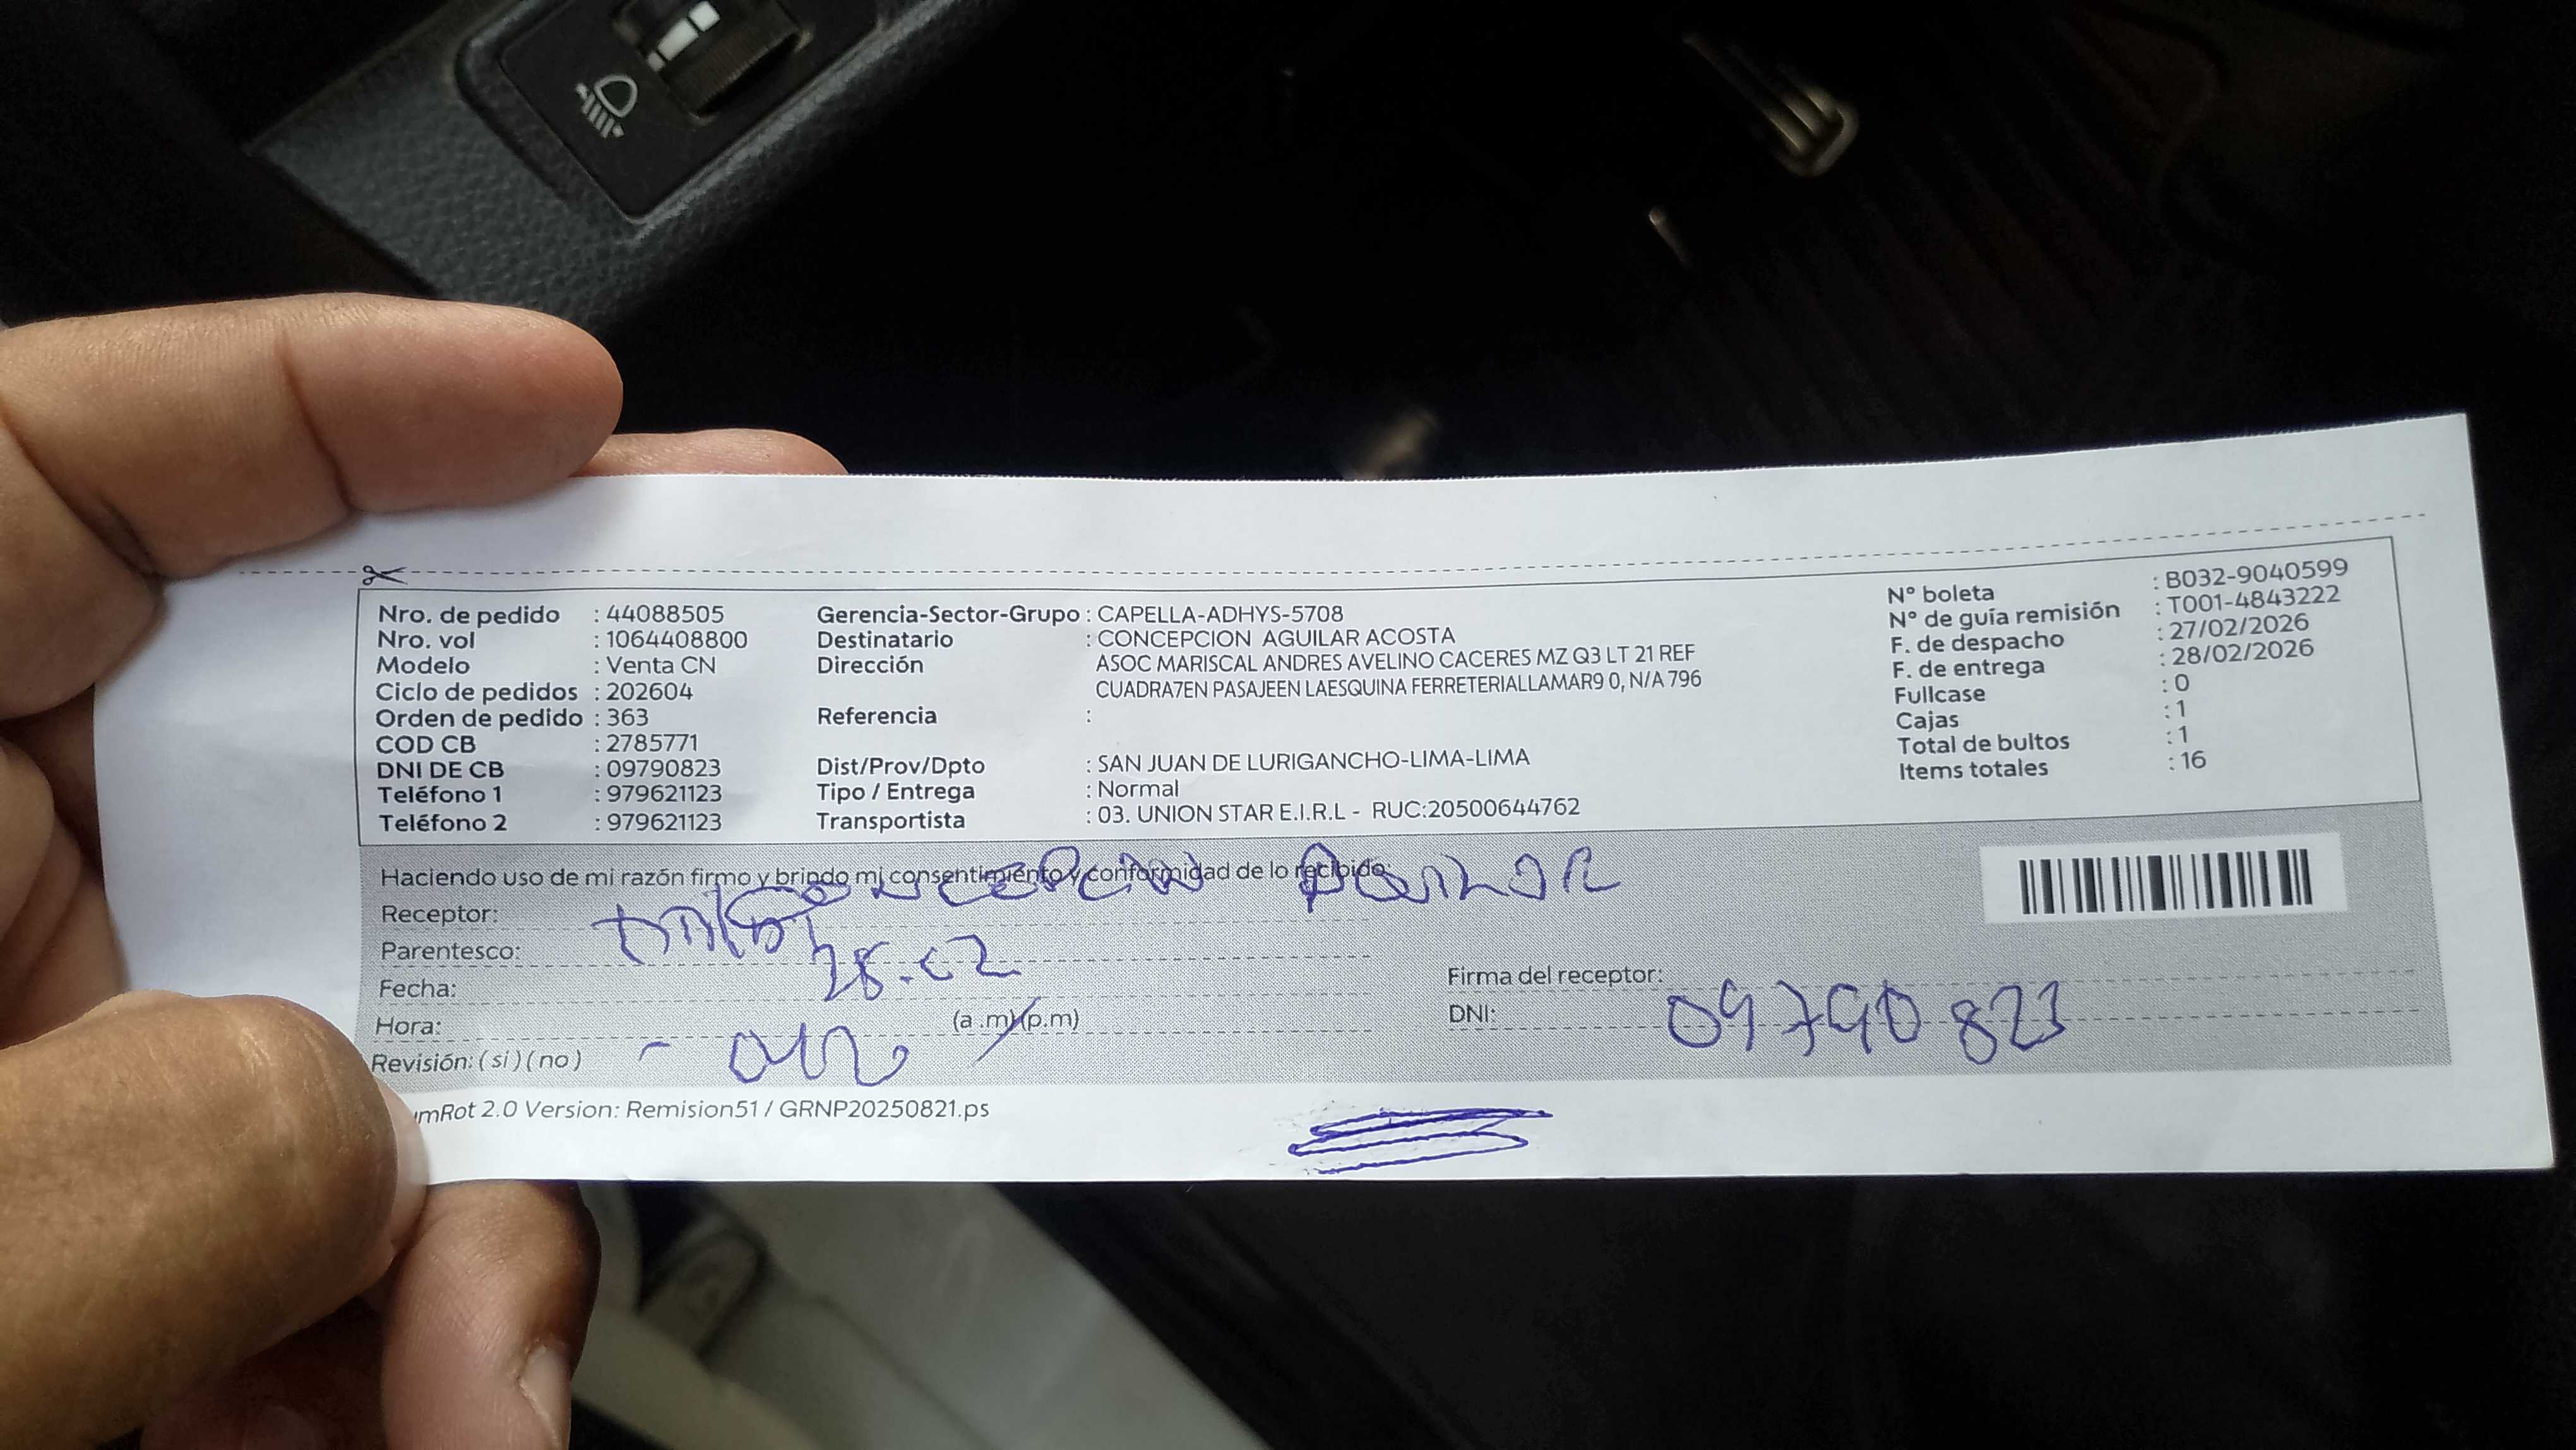 Nro. de pedido : 44088505
Nro. vol : 1064408800
Modelo : Venta CN
Ciclo de pedidos : 202604
Orden de pedido : 363
COD CB : 2785771
DNI DE CB : 09790823
Teléfono 1 : 979621123
Teléfono 2 : 979621123
Gerencia-Sector-Grupo : CAPELLA-ADHYS-5708
Destinatario : CONCEPCION AGUILAR ACOSTA
Dirección ASOC MARISCAL ANDRES AVELINO CACERES MZ Q3 LT 21 REF
CUADRA7EN PASAJEEN LAESQUINA FERRETERIALLAMAR9 0, N/A 796
Referencia :
Dist/Prov/Dpto : SAN JUAN DE LURIGANCHO-LIMA-LIMA
Tipo / Entrega : Normal
Transportista : 03. UNION STAR E.I.R.L - RUC:20500644762
N° boleta : B032-9040599
N° de guía remisión : T001-4843222
F. de despacho : 27/02/2026
F. de entrega : 28/02/2026
Fullcase : 0
Cajas : 1
Total de bultos : 1
Items totales : 16
Haciendo uso de mi razón firmo y brindo mi consentimiento y conformidad de lo recibido:
Receptor: CONCEPCION AGUILAR
Parentesco:
Fecha: 28.02
Hora: (a .m) (p.m)
Revisión: ( si ) ( no )
Firma del receptor:
DNI: 09790823
mRot 2.0 Version: Remision51 / GRNP20250821.ps